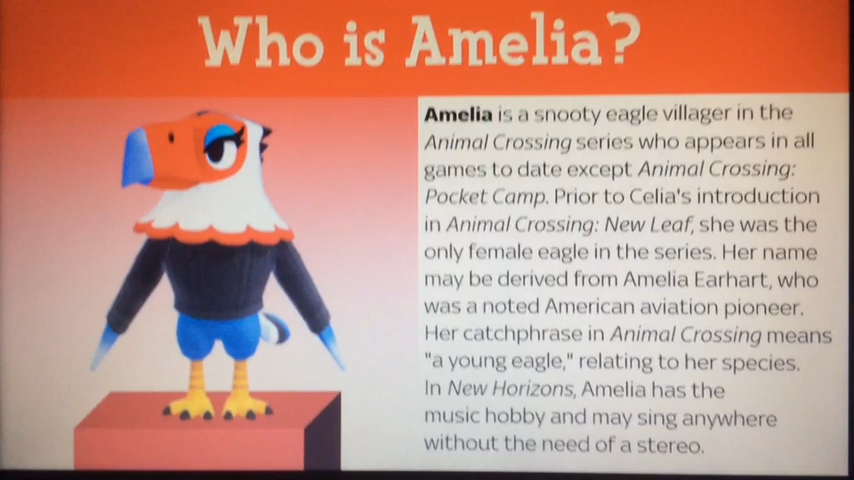 Who is Amelia?
Amelia is a snooty eagle villager in the
Animal Crossing series who appears in all
games to date except Animal Crossing:
Pocket Camp. Prior to Celia's introduction
in Animal Crossing: New Leaf, she was the
only female eagle in the series. Her name
may be derived from Amelia Earhart, who
was a noted American aviation pioneer.
Her catchphrase in Animal Crossing means
"a young eagle," relating to her species.
In New Horizons, Amelia has the
music hobby and may sing anywhere
without the need of a stereo.